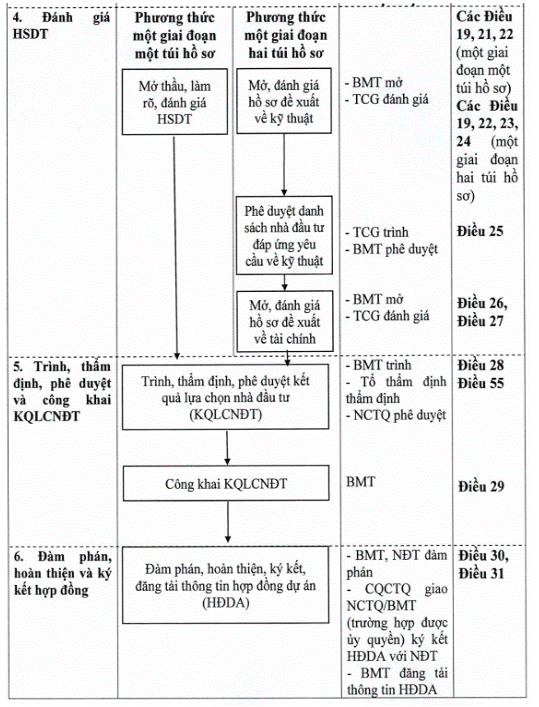 4. Đánh giá
HSDT
Phương thức
một giai đoạn
một túi hồ sơ
Phương thức
một giai đoạn
hai túi hồ sơ
Mở thầu, làm
rõ, đánh giá
HSDT
Mở, đánh giá
hồ sơ đề xuất
về kỹ thuật
- BMT mở
- TCG đánh giá
Các Điều
19, 21, 22
(một giai
đoạn một
túi hồ sơ)
Các Điều
19, 22, 23,
24 (một
giai đoạn
hai túi hồ
sơ)
Phê duyệt danh
sách nhà đầu tư
đáp ứng yêu
cầu về kỹ thuật
- TCG trình
- BMT phê duyệt
Điều 25
Mở, đánh giá
hồ sơ đề xuất
về tài chính
- BMT mở
- TCG đánh giá
Điều 26,
Điều 27
5. Trình, thẩm
định, phê duyệt
và công khai
KQLCNĐT
Trình, thẩm định, phê duyệt kết
quả lựa chọn nhà đầu tư
(KQLCNĐT)
- BMT trình
- Tổ thẩm định
thẩm định
- NCTQ phê duyệt
Điều 28
Điều 55
Công khai KQLCNĐT
BMT
Điều 29
6. Đàm phán,
hoàn thiện và ký
kết hợp đồng
Đàm phán, hoàn thiện, ký kết,
đăng tải thông tin hợp đồng dự án
(HĐDA)
- BMT, NĐT đàm
phán
- CQCTQ giao
NCTQ/BMT
(trường hợp được
ủy quyền) ký kết
HĐDA với NĐT
- BMT đăng tải
thông tin HĐDA
Điều 30,
Điều 31